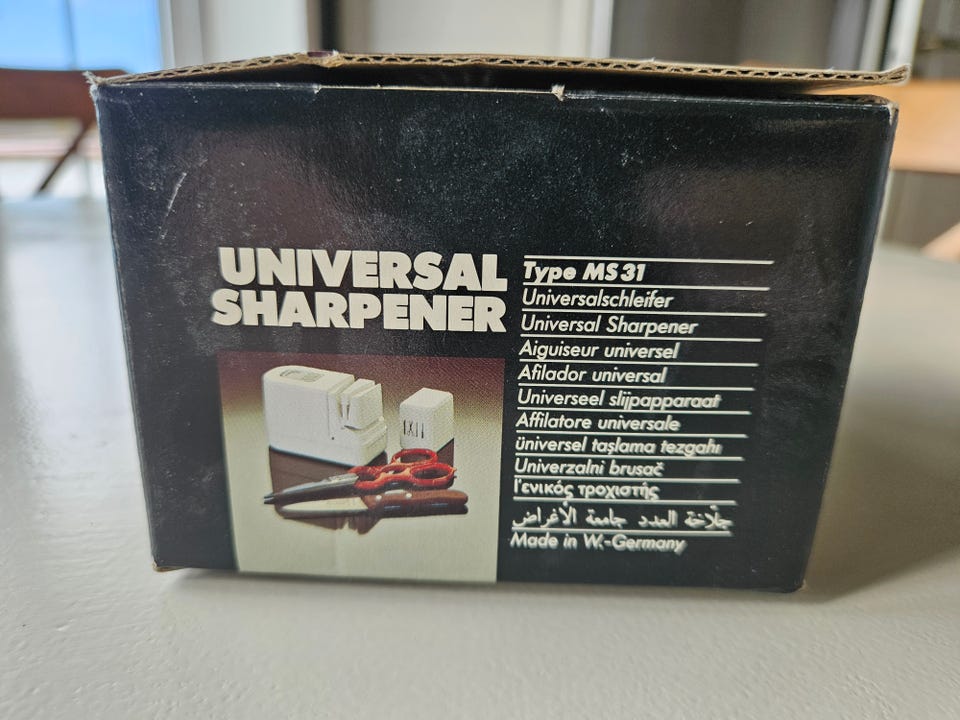 UNIVERSAL
SHARPENER
Type MS 31
Universalschleifer
Universal Sharpener
Aiguiseur universel
Afilador universal
Universeel slijpapparaat
Affilatore universale
üniversel taşlama tezgahı
Univerzalni brusač
Γενικός τροχιστής
جلاخة العدد جامعة الأغراض
Made in W.-Germany